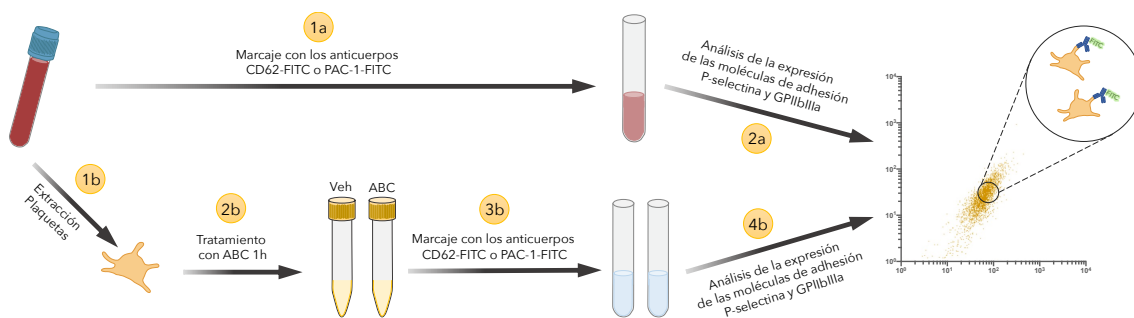 1a
Marcaje con los anticuerpos
CD62-FITC o PAC-1-FITC
Análisis de la expresión
de las moléculas de adhesión
P-selectina y GPIIbIIIa
2a
1b
Extracción
Plaquetas
2b
Tratamiento
con ABC 1h
Veh
ABC
3b
Marcaje con los anticuerpos
CD62-FITC o PAC-1-FITC
4b
Análisis de la expresión
de las moléculas de adhesión
P-selectina y GPIIbIIIa
FITC
FITC
10⁴
10³
10²
10¹
10⁰
10⁰ 10¹ 10² 10³ 10⁴